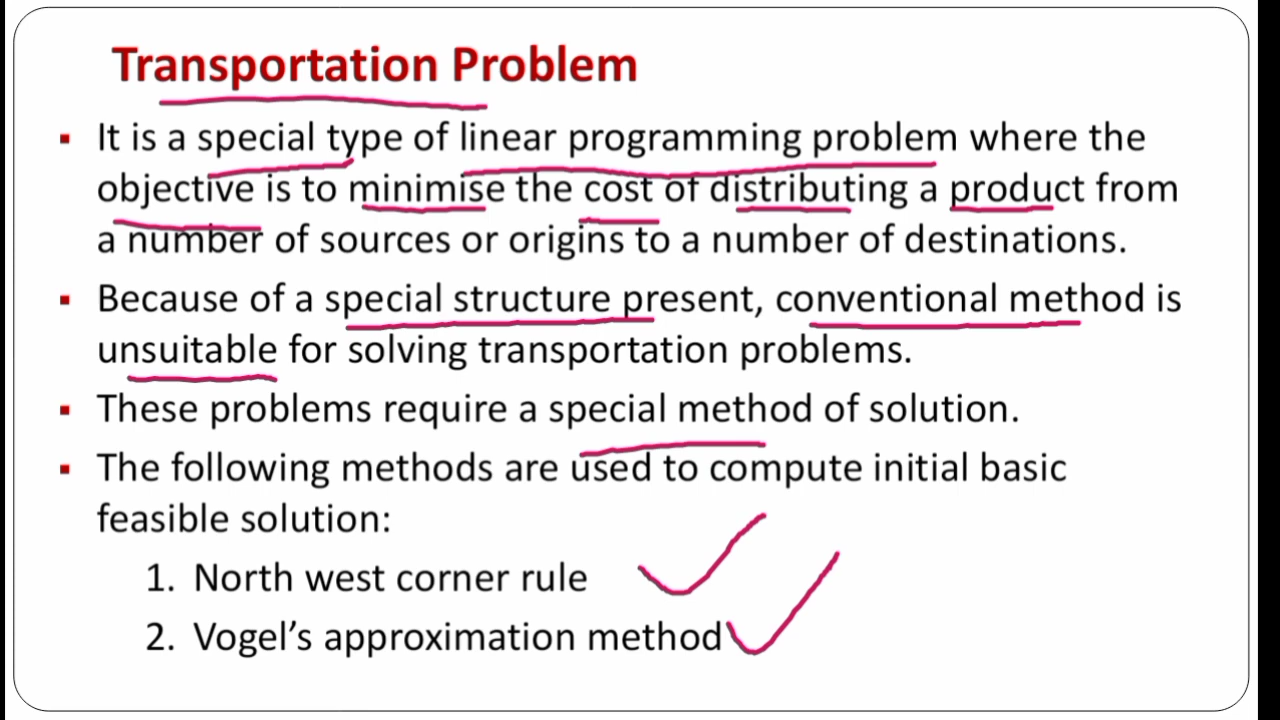 Transportation Problem
▪ It is a special type of linear programming problem where the
objective is to minimise the cost of distributing a product from
a number of sources or origins to a number of destinations.
▪ Because of a special structure present, conventional method is
unsuitable for solving transportation problems.
▪ These problems require a special method of solution.
▪ The following methods are used to compute initial basic
feasible solution:
1. North west corner rule
2. Vogel’s approximation method